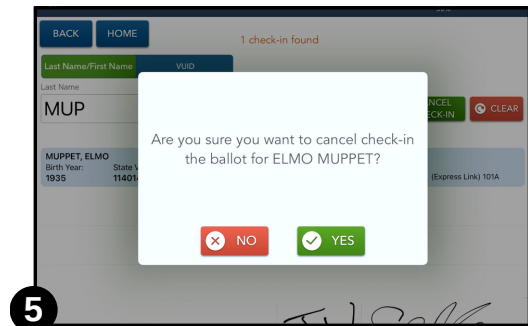 BACK
HOME
1 check-in found
Last Name/First Name
VUID
Last Name
MUP
CLEAR
Are you sure you want to cancel check-in
the ballot for ELMO MUPPET?
MUPPET, ELMO
Birth Year:
State
1935
(Express Link) 101A
NO
YES
5